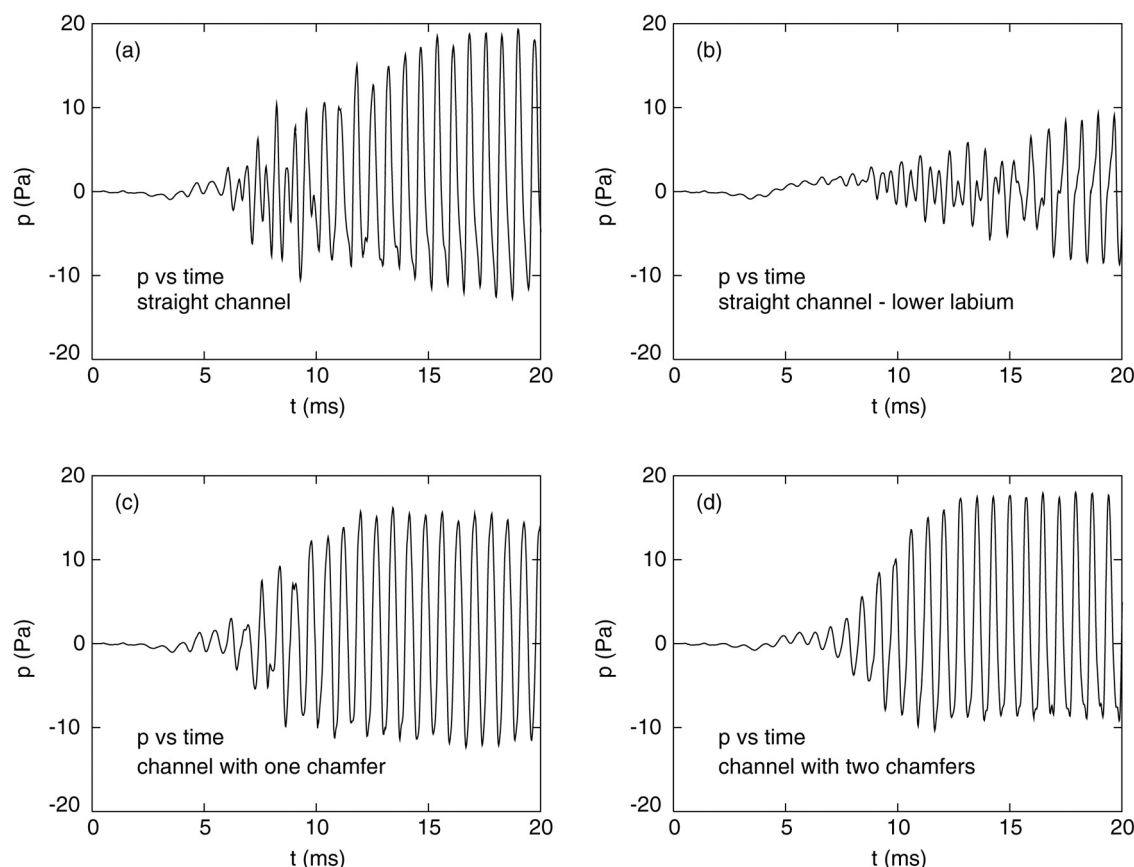 (a)
20
10
0
-10
-20
p (Pa)
p vs time
straight channel
0
5
10
15
20
t (ms)
(b)
20
10
0
-10
-20
p (Pa)
p vs time
straight channel - lower labium
0
5
10
15
20
t (ms)
(c)
20
10
0
-10
-20
p (Pa)
p vs time
channel with one chamfer
0
5
10
15
20
t (ms)
(d)
20
10
0
-10
-20
p (Pa)
p vs time
channel with two chamfers
0
5
10
15
20
t (ms)